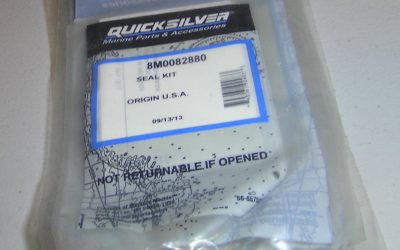 QUICKSILVER
Marine Parts & Accessories
8M0082880
SEAL KIT
ORIGIN U.S.A.
09/13/13
NOT RETURNABLE IF OPENED